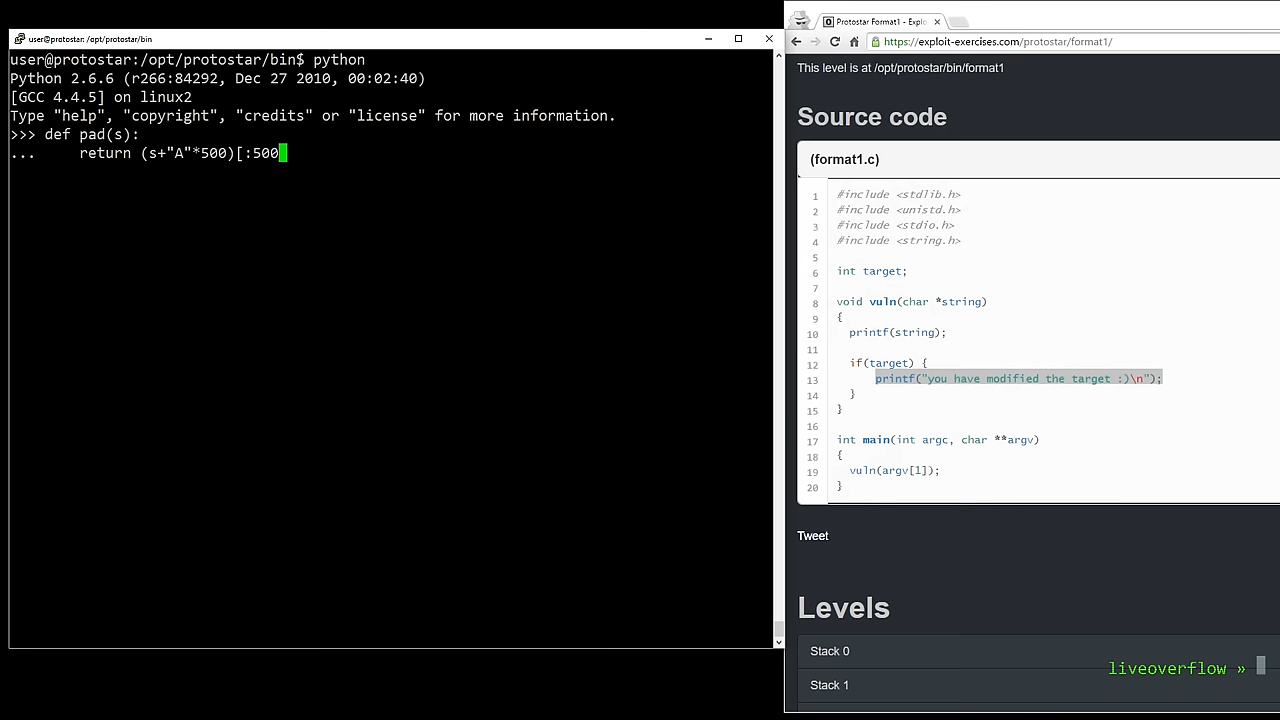 user@protostar: /opt/protostar/bin
user@protostar:/opt/protostar/bin$ python
Python 2.6.6 (r266:84292, Dec 27 2010, 00:02:40)
[GCC 4.4.5] on linux2
Type "help", "copyright", "credits" or "license" for more information.
>>> def pad(s):
...     return (s+"A"*500)[:500
Protostar Format1 - Explo
https://exploit-exercises.com/protostar/format1/
This level is at /opt/protostar/bin/format1
Source code
(format1.c)
1 #include <stdlib.h>
2 #include <unistd.h>
3 #include <stdio.h>
4 #include <string.h>
5
6 int target;
7
8 void vuln(char *string)
9 {
10   printf(string);
11
12   if(target) {
13       printf("you have modified the target :)\n");
14   }
15 }
16
17 int main(int argc, char **argv)
18 {
19   vuln(argv[1]);
20 }
Tweet
Levels
Stack 0
Stack 1
liveoverflow »